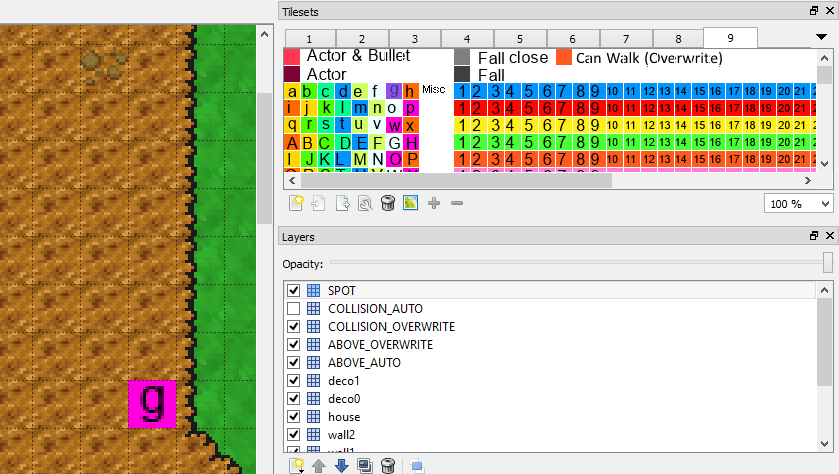 Tilesets
1 2 3 4 5 6 7 8 9
Actor & Bullet Fall close Can Walk (Overwrite)
Actor Fall
a b c d e f g h Misc 1 2 3 4 5 6 7 8 9 10 11 12 13 14 15 16 17 18 19 20 21
i j k l m n o p 1 2 3 4 5 6 7 8 9 10 11 12 13 14 15 16 17 18 19 20 21
q r s t u v w x 1 2 3 4 5 6 7 8 9 10 11 12 13 14 15 16 17 18 19 20 21
A B C D E F G H 1 2 3 4 5 6 7 8 9 10 11 12 13 14 15 16 17 18 19 20 21
I J K L M N O P 1 2 3 4 5 6 7 8 9 10 11 12 13 14 15 16 17 18 19 20 21
100 %
Layers
Opacity:
SPOT
COLLISION_AUTO
COLLISION_OVERWRITE
ABOVE_OVERWRITE
ABOVE_AUTO
deco1
deco0
house
wall2
wall1
g